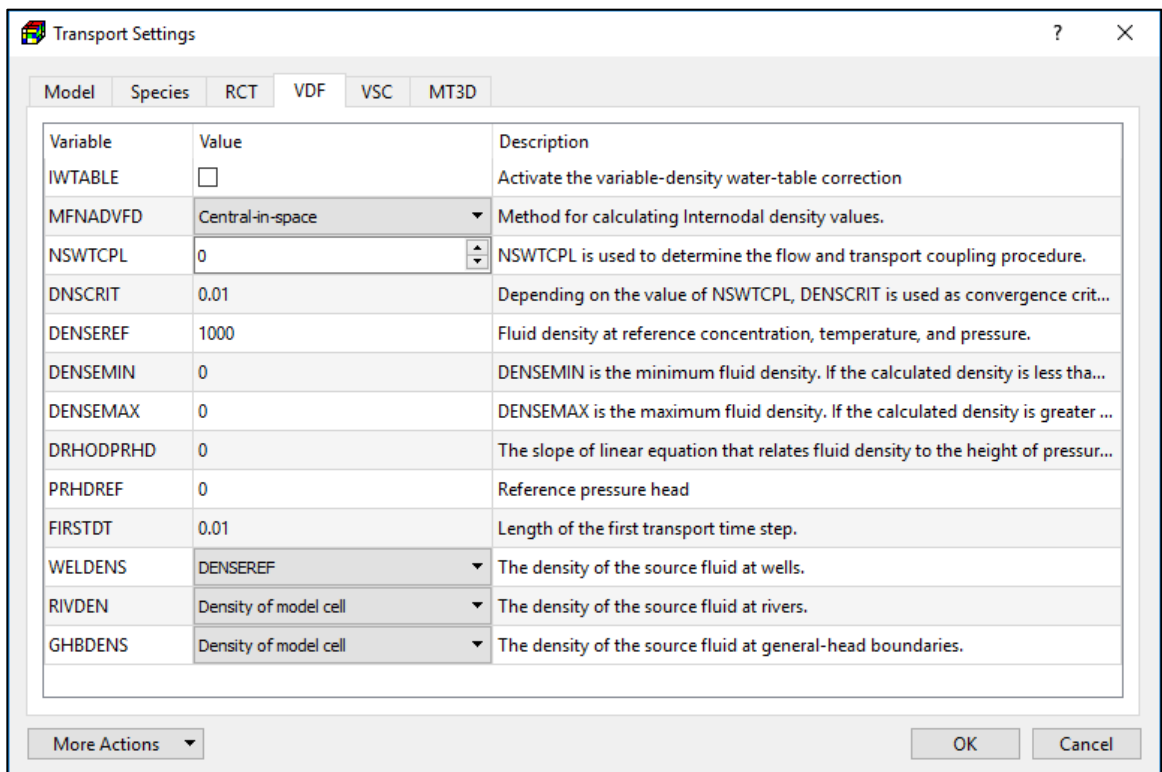 Transport Settings
?
Model Species RCT VDF VSC MT3D
Variable Value Description
IWTABLE Activate the variable-density water-table correction
MFNADVFD Central-in-space Method for calculating Internodal density values.
NSWTCPL 0 NSWTCPL is used to determine the flow and transport coupling procedure.
DNSCRIT 0.01 Depending on the value of NSWTCPL, DENSCRIT is used as convergence crit...
DENSEREF 1000 Fluid density at reference concentration, temperature, and pressure.
DENSEMIN 0 DENSEMIN is the minimum fluid density. If the calculated density is less tha...
DENSEMAX 0 DENSEMAX is the maximum fluid density. If the calculated density is greater ...
DRHODPRHD 0 The slope of linear equation that relates fluid density to the height of pressur...
PRHDREF 0 Reference pressure head
FIRSTDT 0.01 Length of the first transport time step.
WELDENS DENSEREF The density of the source fluid at wells.
RIVDEN Density of model cell The density of the source fluid at rivers.
GHBDENS Density of model cell The density of the source fluid at general-head boundaries.
More Actions OK Cancel